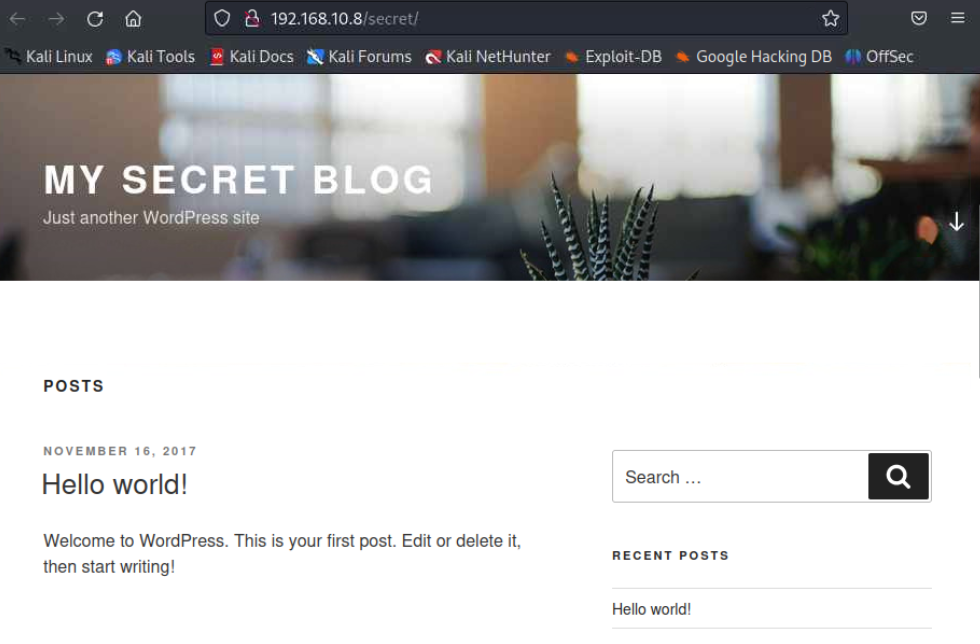 192.168.10.8/secret/
Kali Linux Kali Tools Kali Docs Kali Forums Kali NetHunter Exploit-DB Google Hacking DB OffSec
MY SECRET BLOG
Just another WordPress site
POSTS
NOVEMBER 16, 2017
Hello world!
Welcome to WordPress. This is your first post. Edit or delete it,
then start writing!
Search …
RECENT POSTS
Hello world!